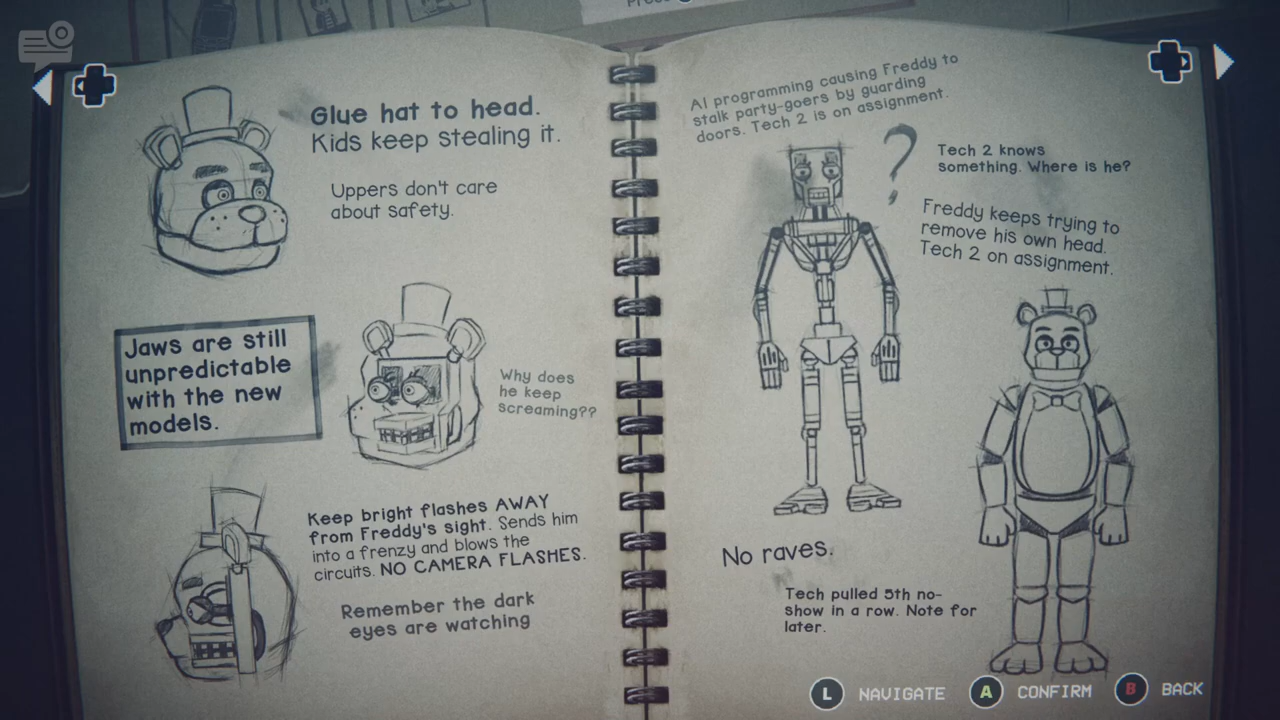 Glue hat to head.
Kids keep stealing it.
Uppers don't care
about safety.
Jaws are still
unpredictable
with the new
models.
Why does
he keep
screaming??
Keep bright flashes AWAY
from Freddy's sight. Sends him
into a frenzy and blows the
circuits. NO CAMERA FLASHES.
Remember the dark
eyes are watching
AI programming causing Freddy to
stalk party-goers by guarding
doors. Tech 2 is on assignment.
?
Tech 2 knows
something. Where is he?
Freddy keeps trying to
remove his own head.
Tech 2 on assignment.
No raves.
Tech pulled 5th no-
show in a row. Note for
later.
L NAVIGATE A CONFIRM B BACK